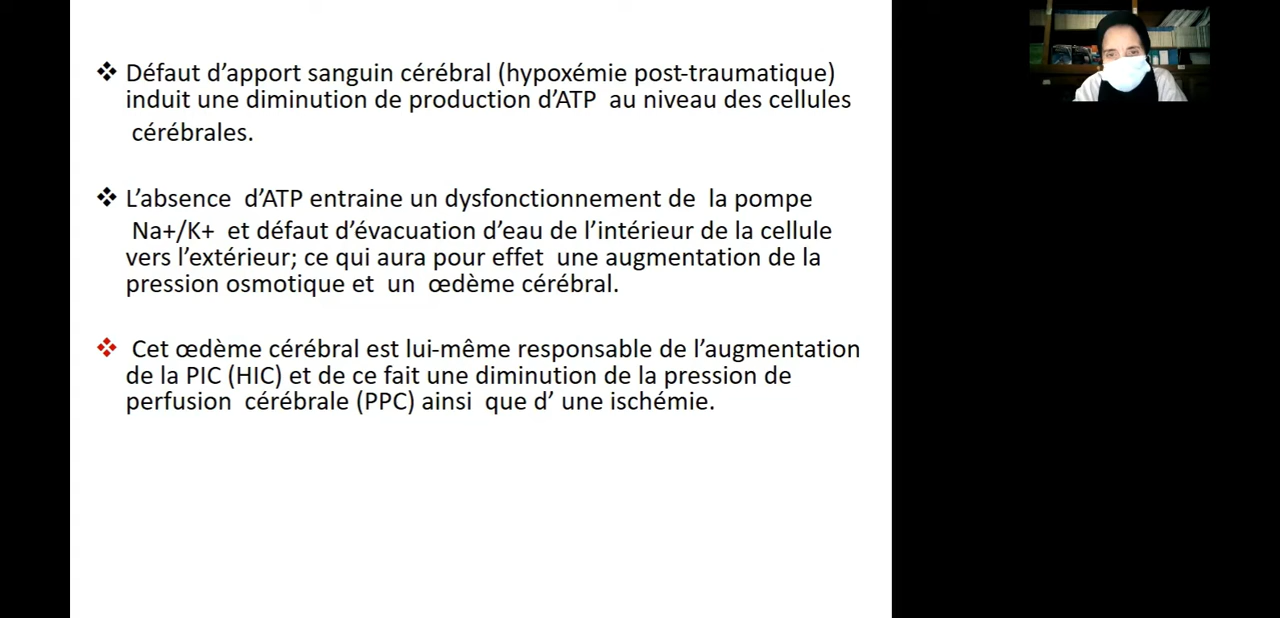 ❖ Défaut d’apport sanguin cérébral (hypoxémie post-traumatique)
induit une diminution de production d’ATP au niveau des cellules
cérébrales.
❖ L’absence d’ATP entraine un dysfonctionnement de la pompe
Na+/K+ et défaut d’évacuation d’eau de l’intérieur de la cellule
vers l’extérieur; ce qui aura pour effet une augmentation de la
pression osmotique et un œdème cérébral.
❖ Cet œdème cérébral est lui-même responsable de l’augmentation
de la PIC (HIC) et de ce fait une diminution de la pression de
perfusion cérébrale (PPC) ainsi que d’ une ischémie.